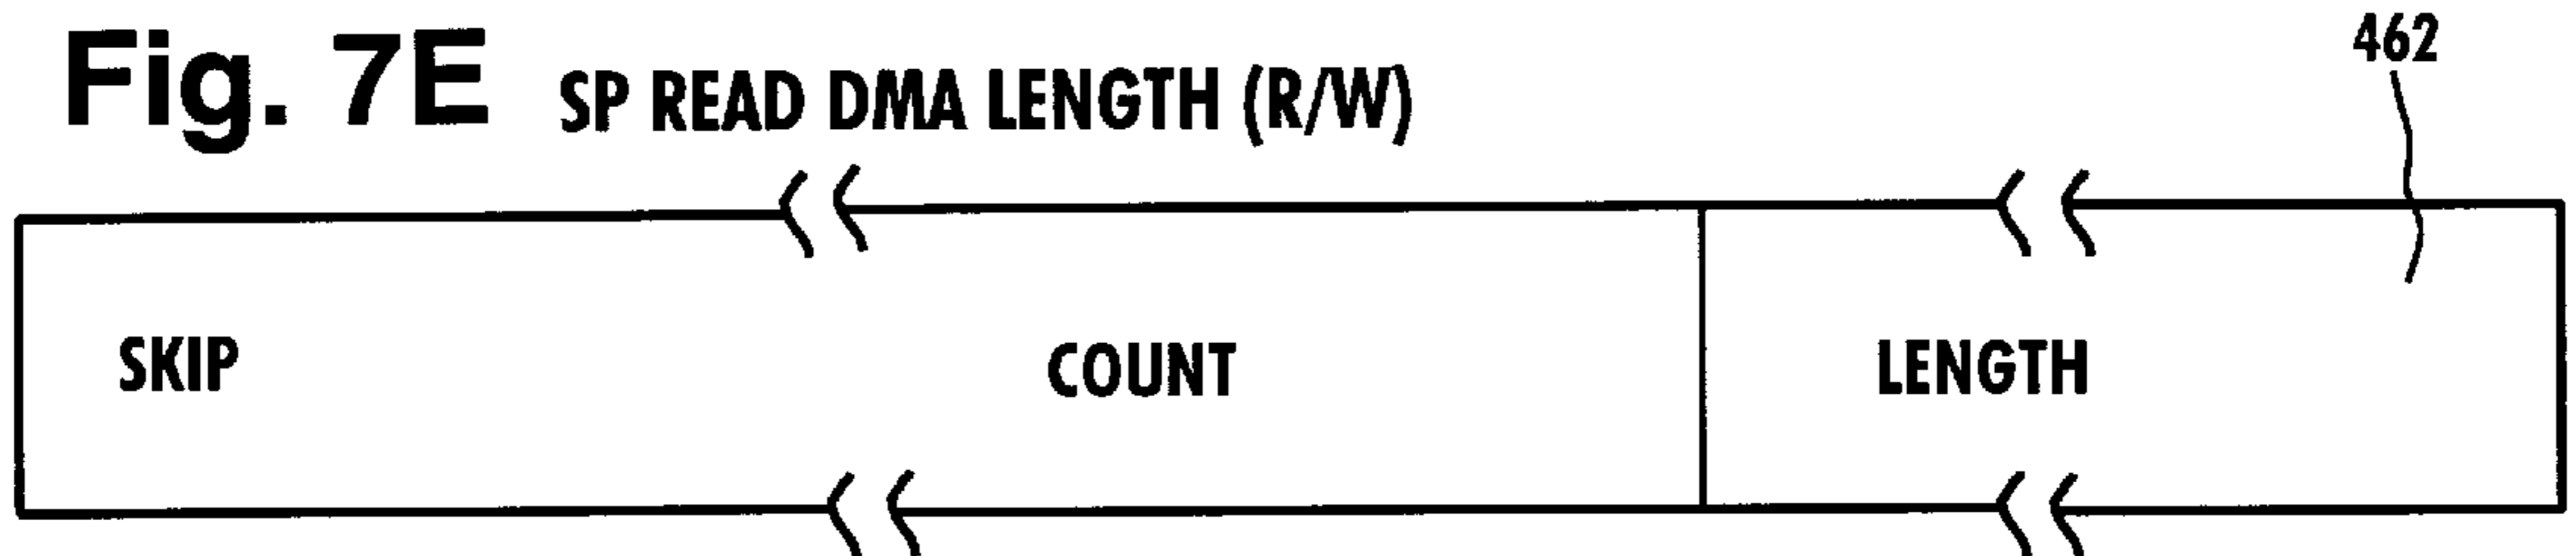 462
Fig. 7E SP READ DMA LENGTH (R/W)
SKIP COUNT LENGTH